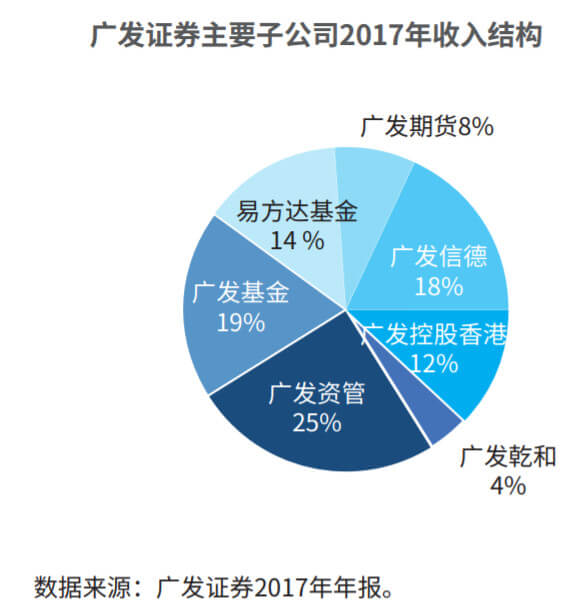 广发证券主要子公司2017年收入结构
广发期货8%
易方达基金
14 %
广发信德
18%
广发基金
19%
广发控股香港
12%
广发资管
25%
广发乾和
4%
数据来源：广发证券2017年年报。